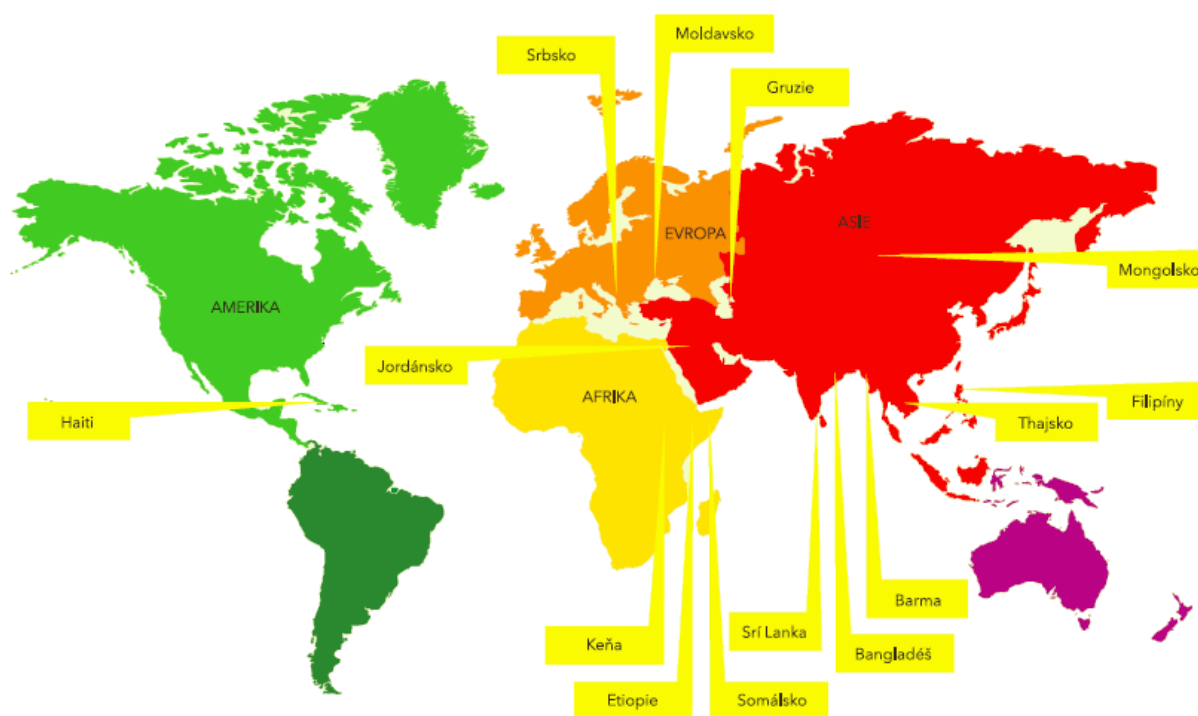 Moldavsko
Srbsko
Gruzie
EVROPA
ASIE
Mongolsko
AMERIKA
Jordánsko
AFRIKA
Filipíny
Haiti
Thajsko
Barma
Srí Lanka
Keňa
Bangladéš
Etiopie
Somálsko